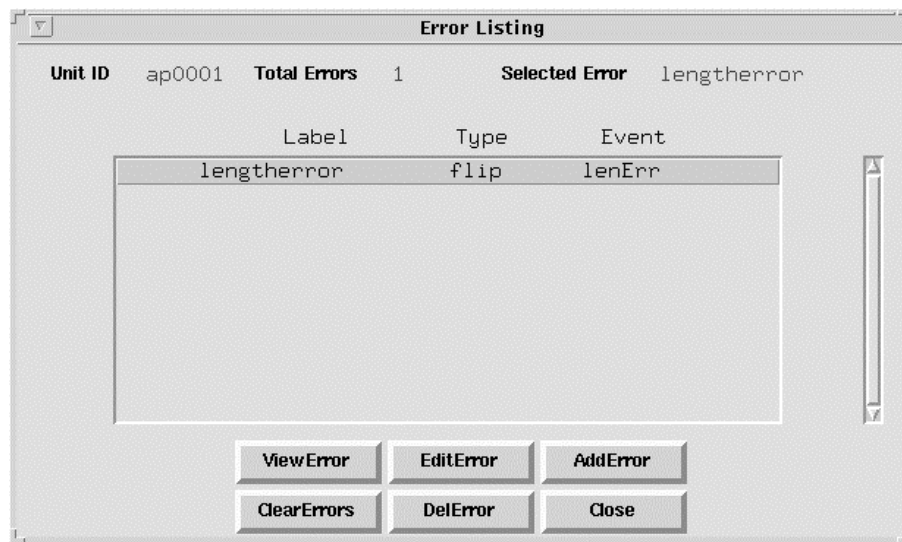 Error Listing
Unit ID ap0001 Total Errors 1 Selected Error lengtherror
Label Type Event
lengtherror flip lenErr
ViewError EditError AddError
ClearErrors DelError Close